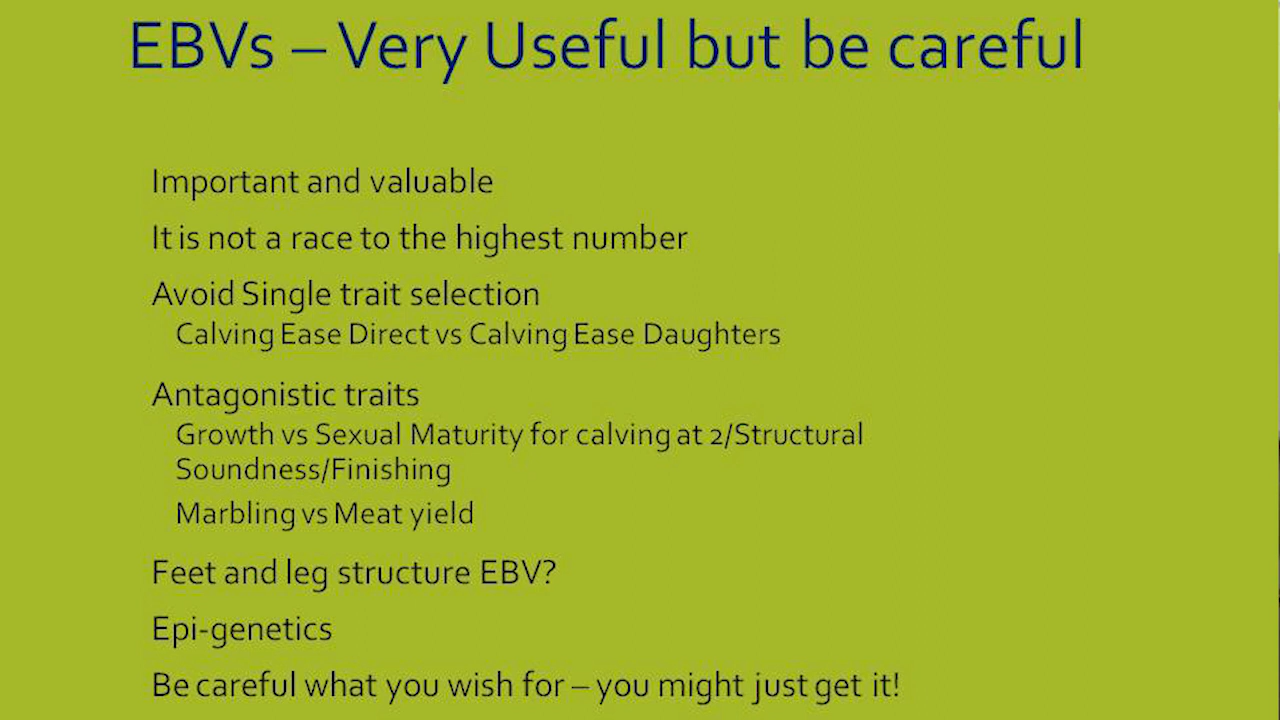 EBVs – Very Useful but be careful
Important and valuable
It is not a race to the highest number
Avoid Single trait selection
Calving Ease Direct vs Calving Ease Daughters
Antagonistic traits
Growth vs Sexual Maturity for calving at 2/Structural
Soundness/Finishing
Marbling vs Meat yield
Feet and leg structure EBV?
Epi-genetics
Be careful what you wish for – you might just get it!